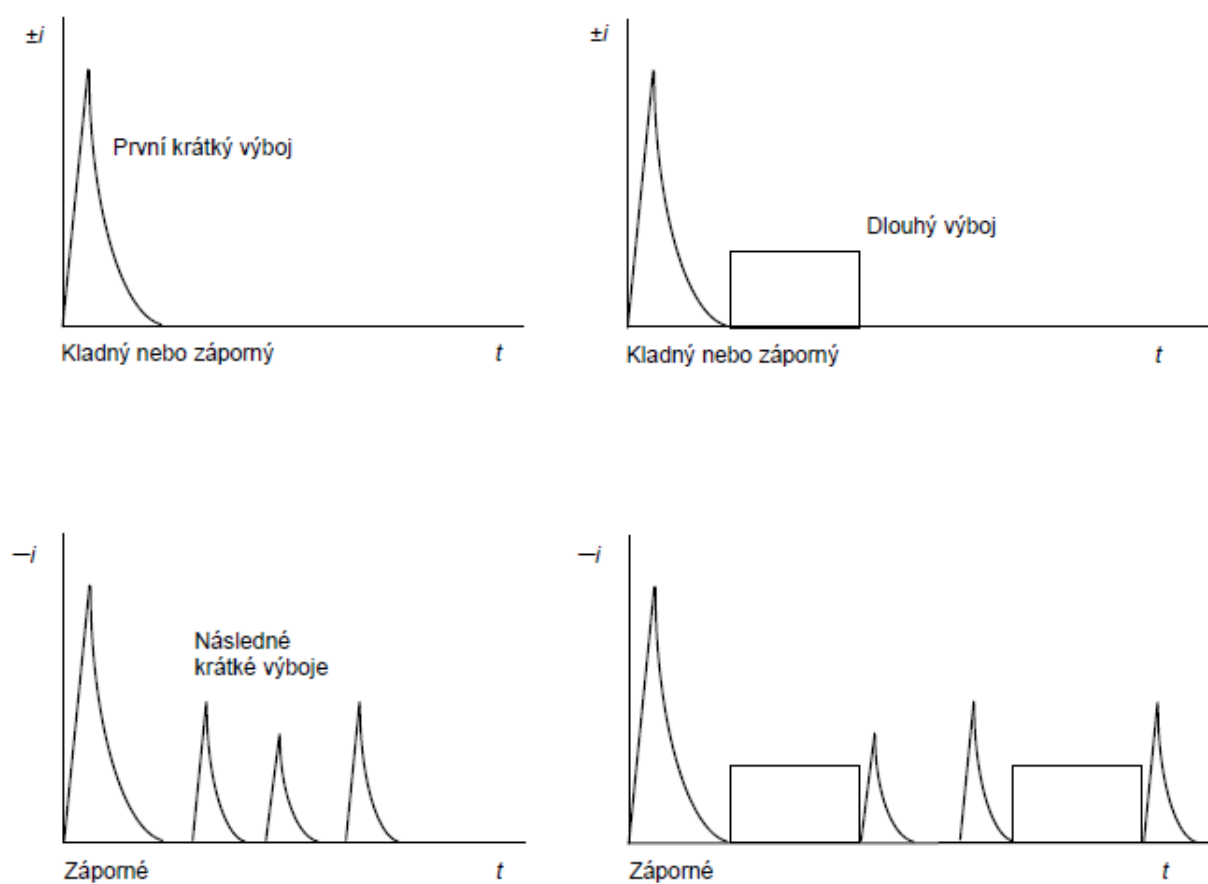 ±i
První krátký výboj
Kladný nebo záporný
t
±i
Dlouhý výboj
Kladný nebo záporný
t
—i
Následné
krátké výboje
Záporné
t
—i
Záporné
t